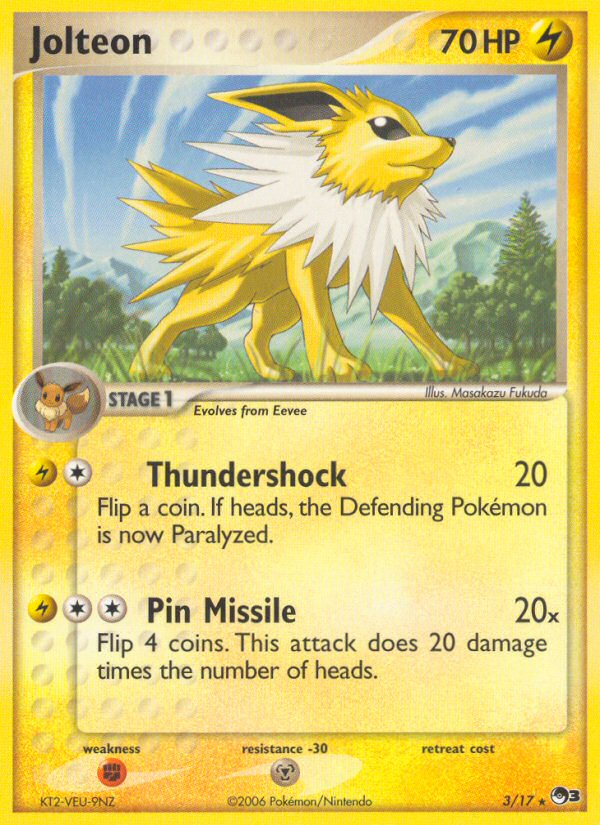 Jolteon 70 HP
Illus. Masakazu Fukuda
STAGE 1
Evolves from Eevee
Thundershock 20
Flip a coin. If heads, the Defending Pokémon
is now Paralyzed.
Pin Missile 20x
Flip 4 coins. This attack does 20 damage
times the number of heads.
weakness resistance -30 retreat cost
KT2-VEU-9NZ ©2006 Pokémon/Nintendo 3/17 ★ 3